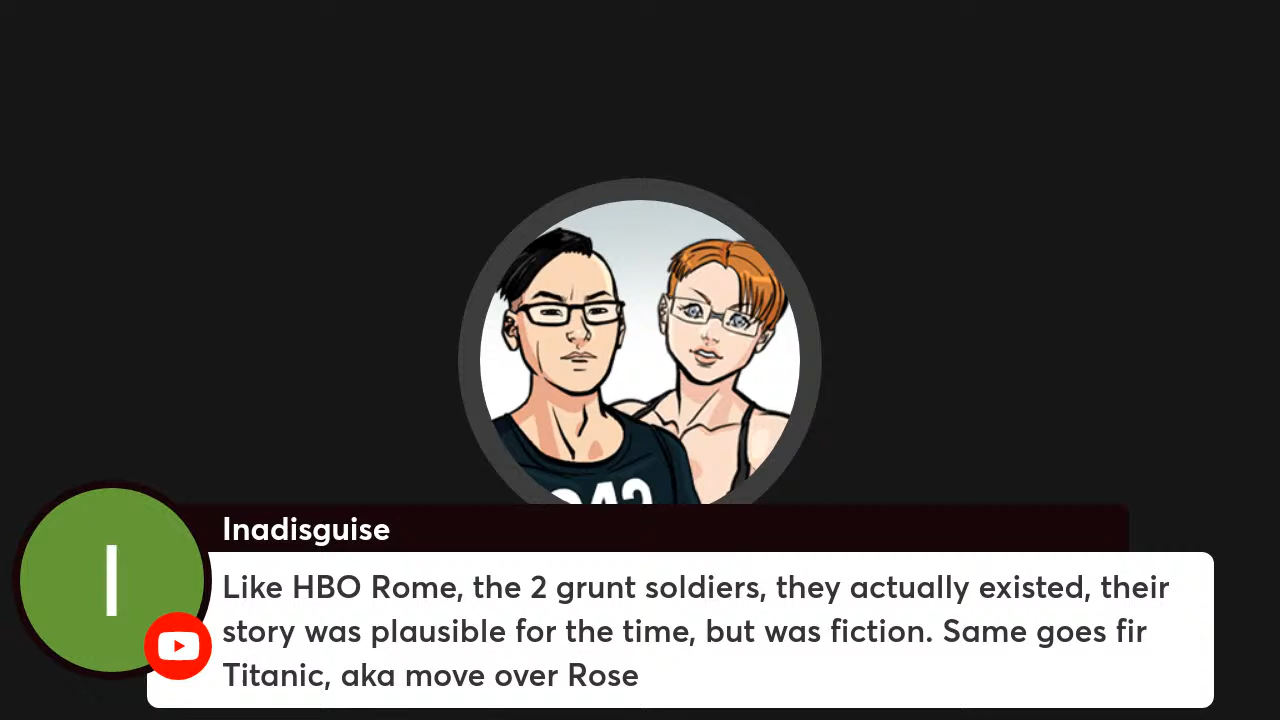 Inadisguise
I
Like HBO Rome, the 2 grunt soldiers, they actually existed, their
story was plausible for the time, but was fiction. Same goes fir
Titanic, aka move over Rose